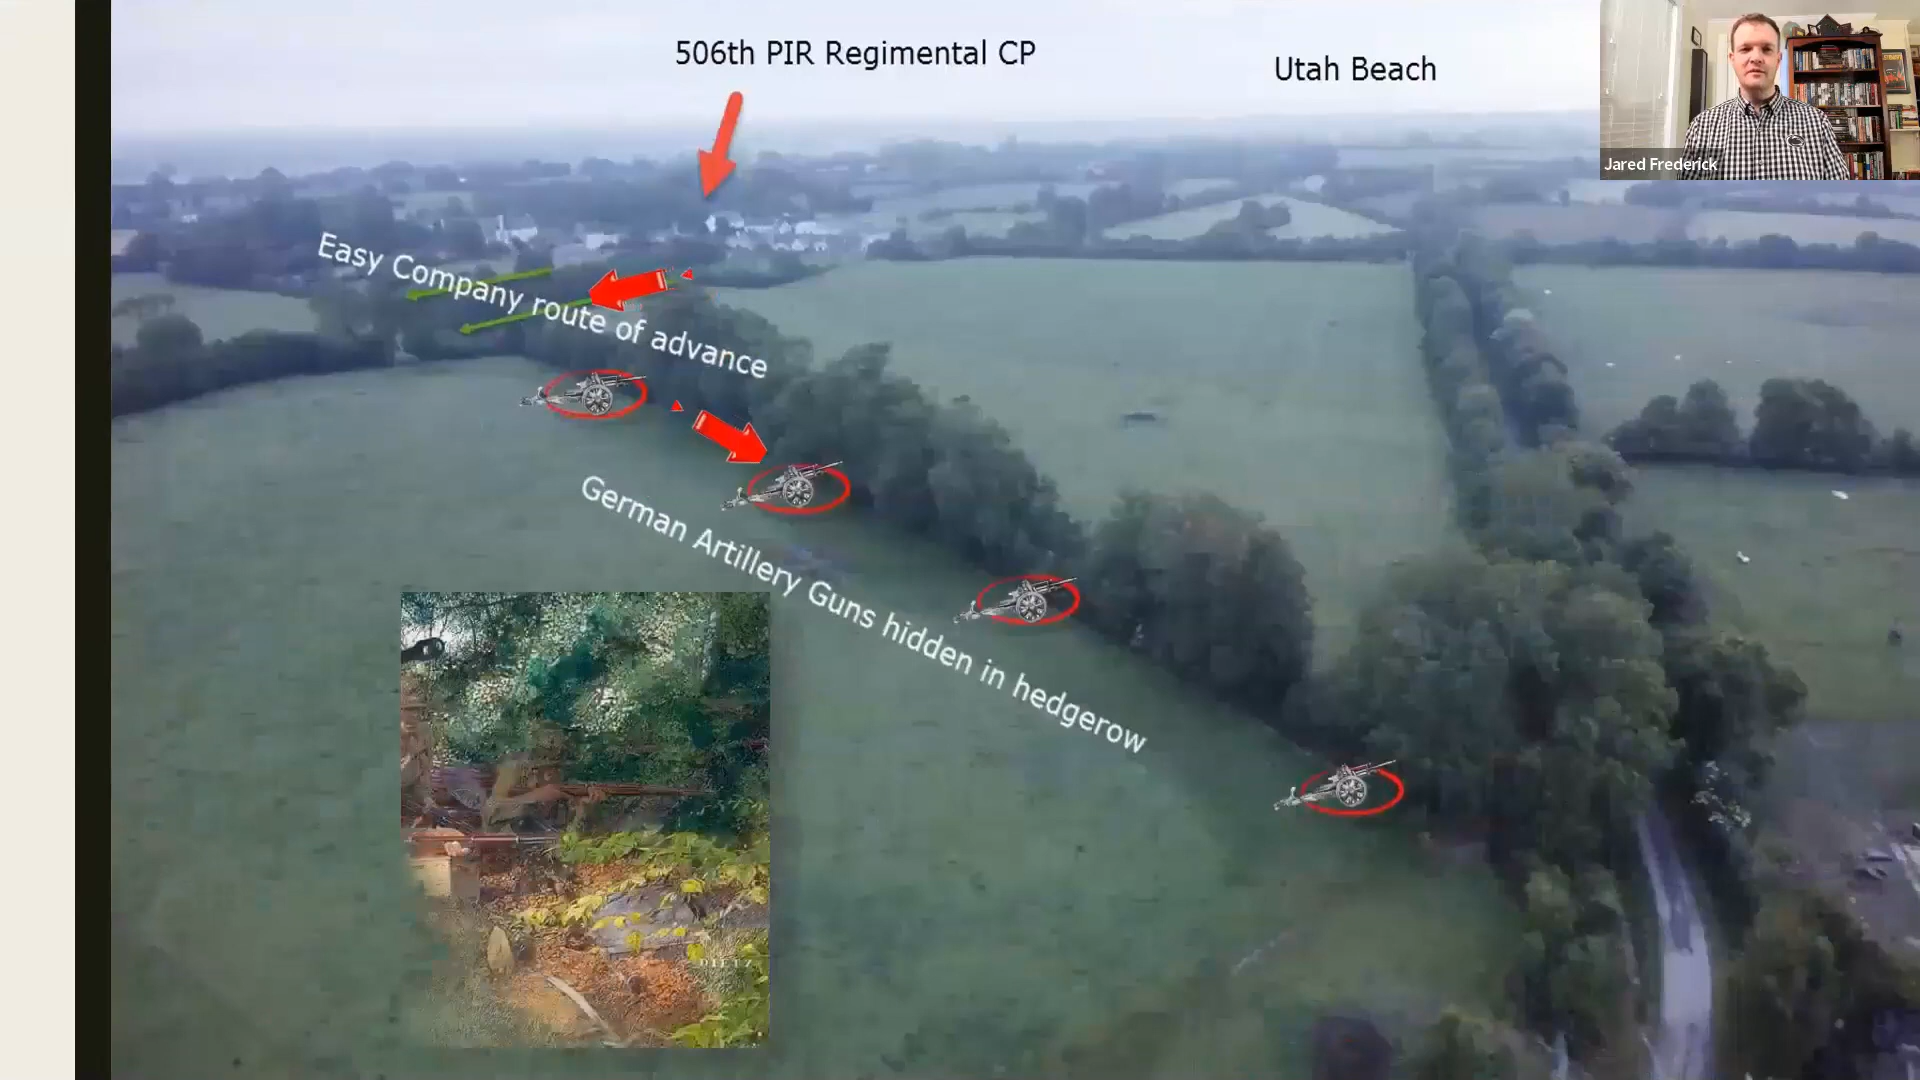 506th PIR Regimental CP
Utah Beach
Jared Frederick
Easy Company route of advance
German Artillery Guns hidden in hedgerow
DIETZ